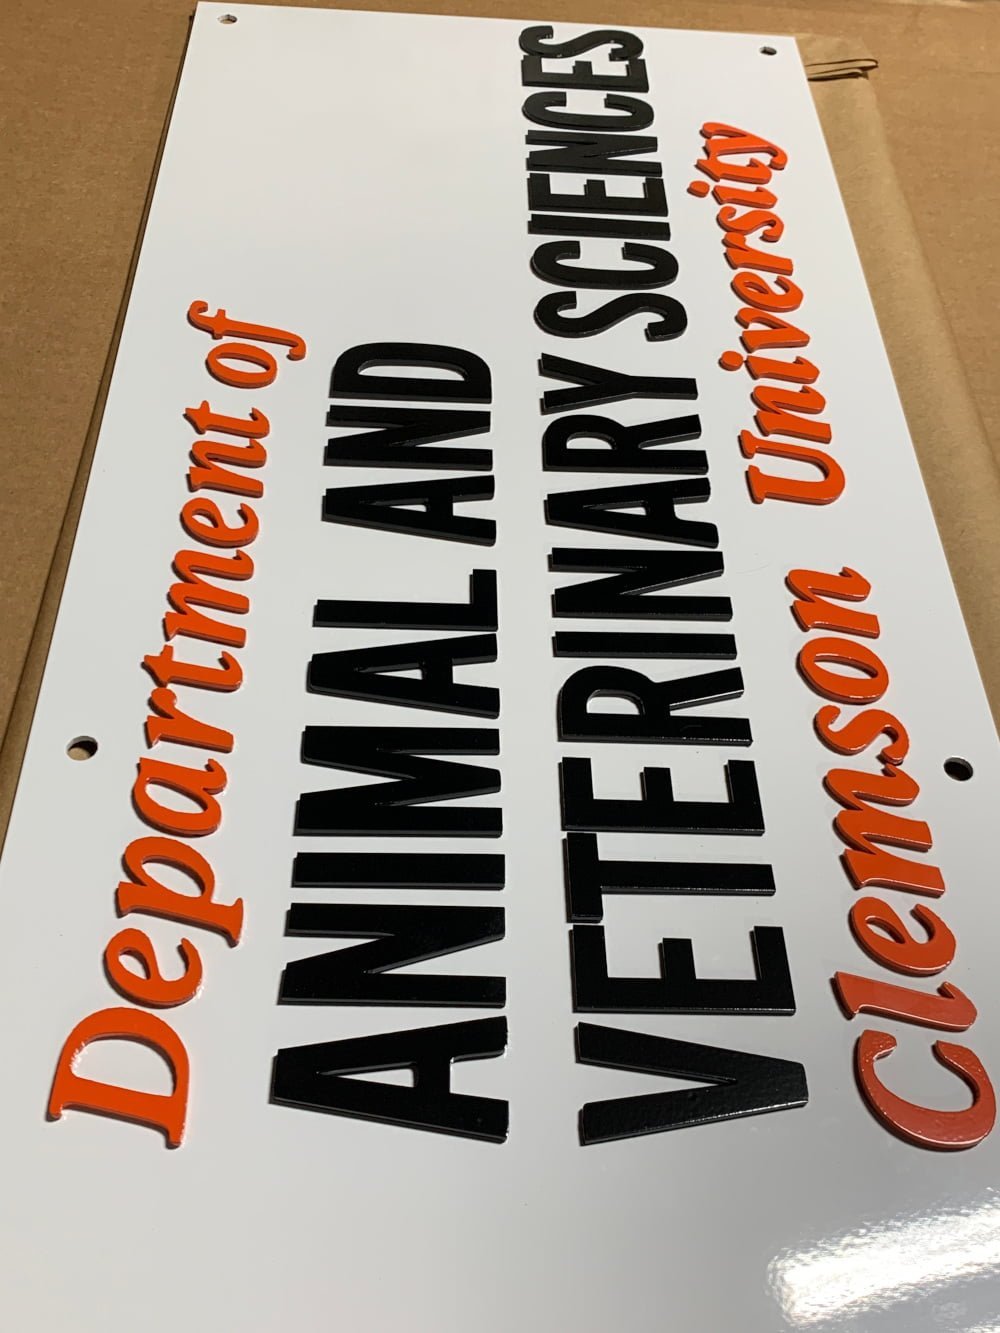 Department of
ANIMAL AND
VETERINARY SCIENCES
Clemson University